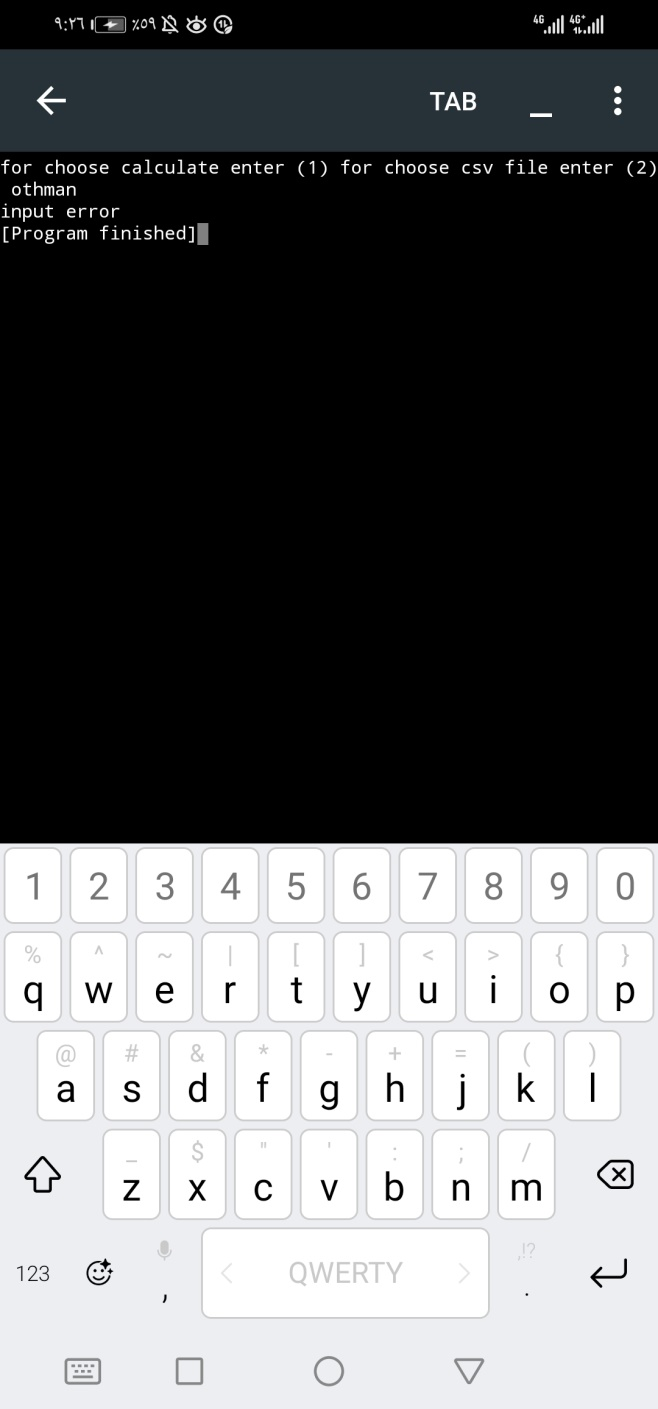 ٩:٢٦ ٪٥٩ 4G 4G+
TAB
for choose calculate enter (1) for choose csv file enter (2)
othman
input error
[Program finished]
1 2 3 4 5 6 7 8 9 0
% ^ ~ | [ ] < > { }
q w e r t y u i o p
@ # & * - + = ( )
a s d f g h j k l
_ $ " ' : ; /
z x c v b n m
,!?
123 , QWERTY .